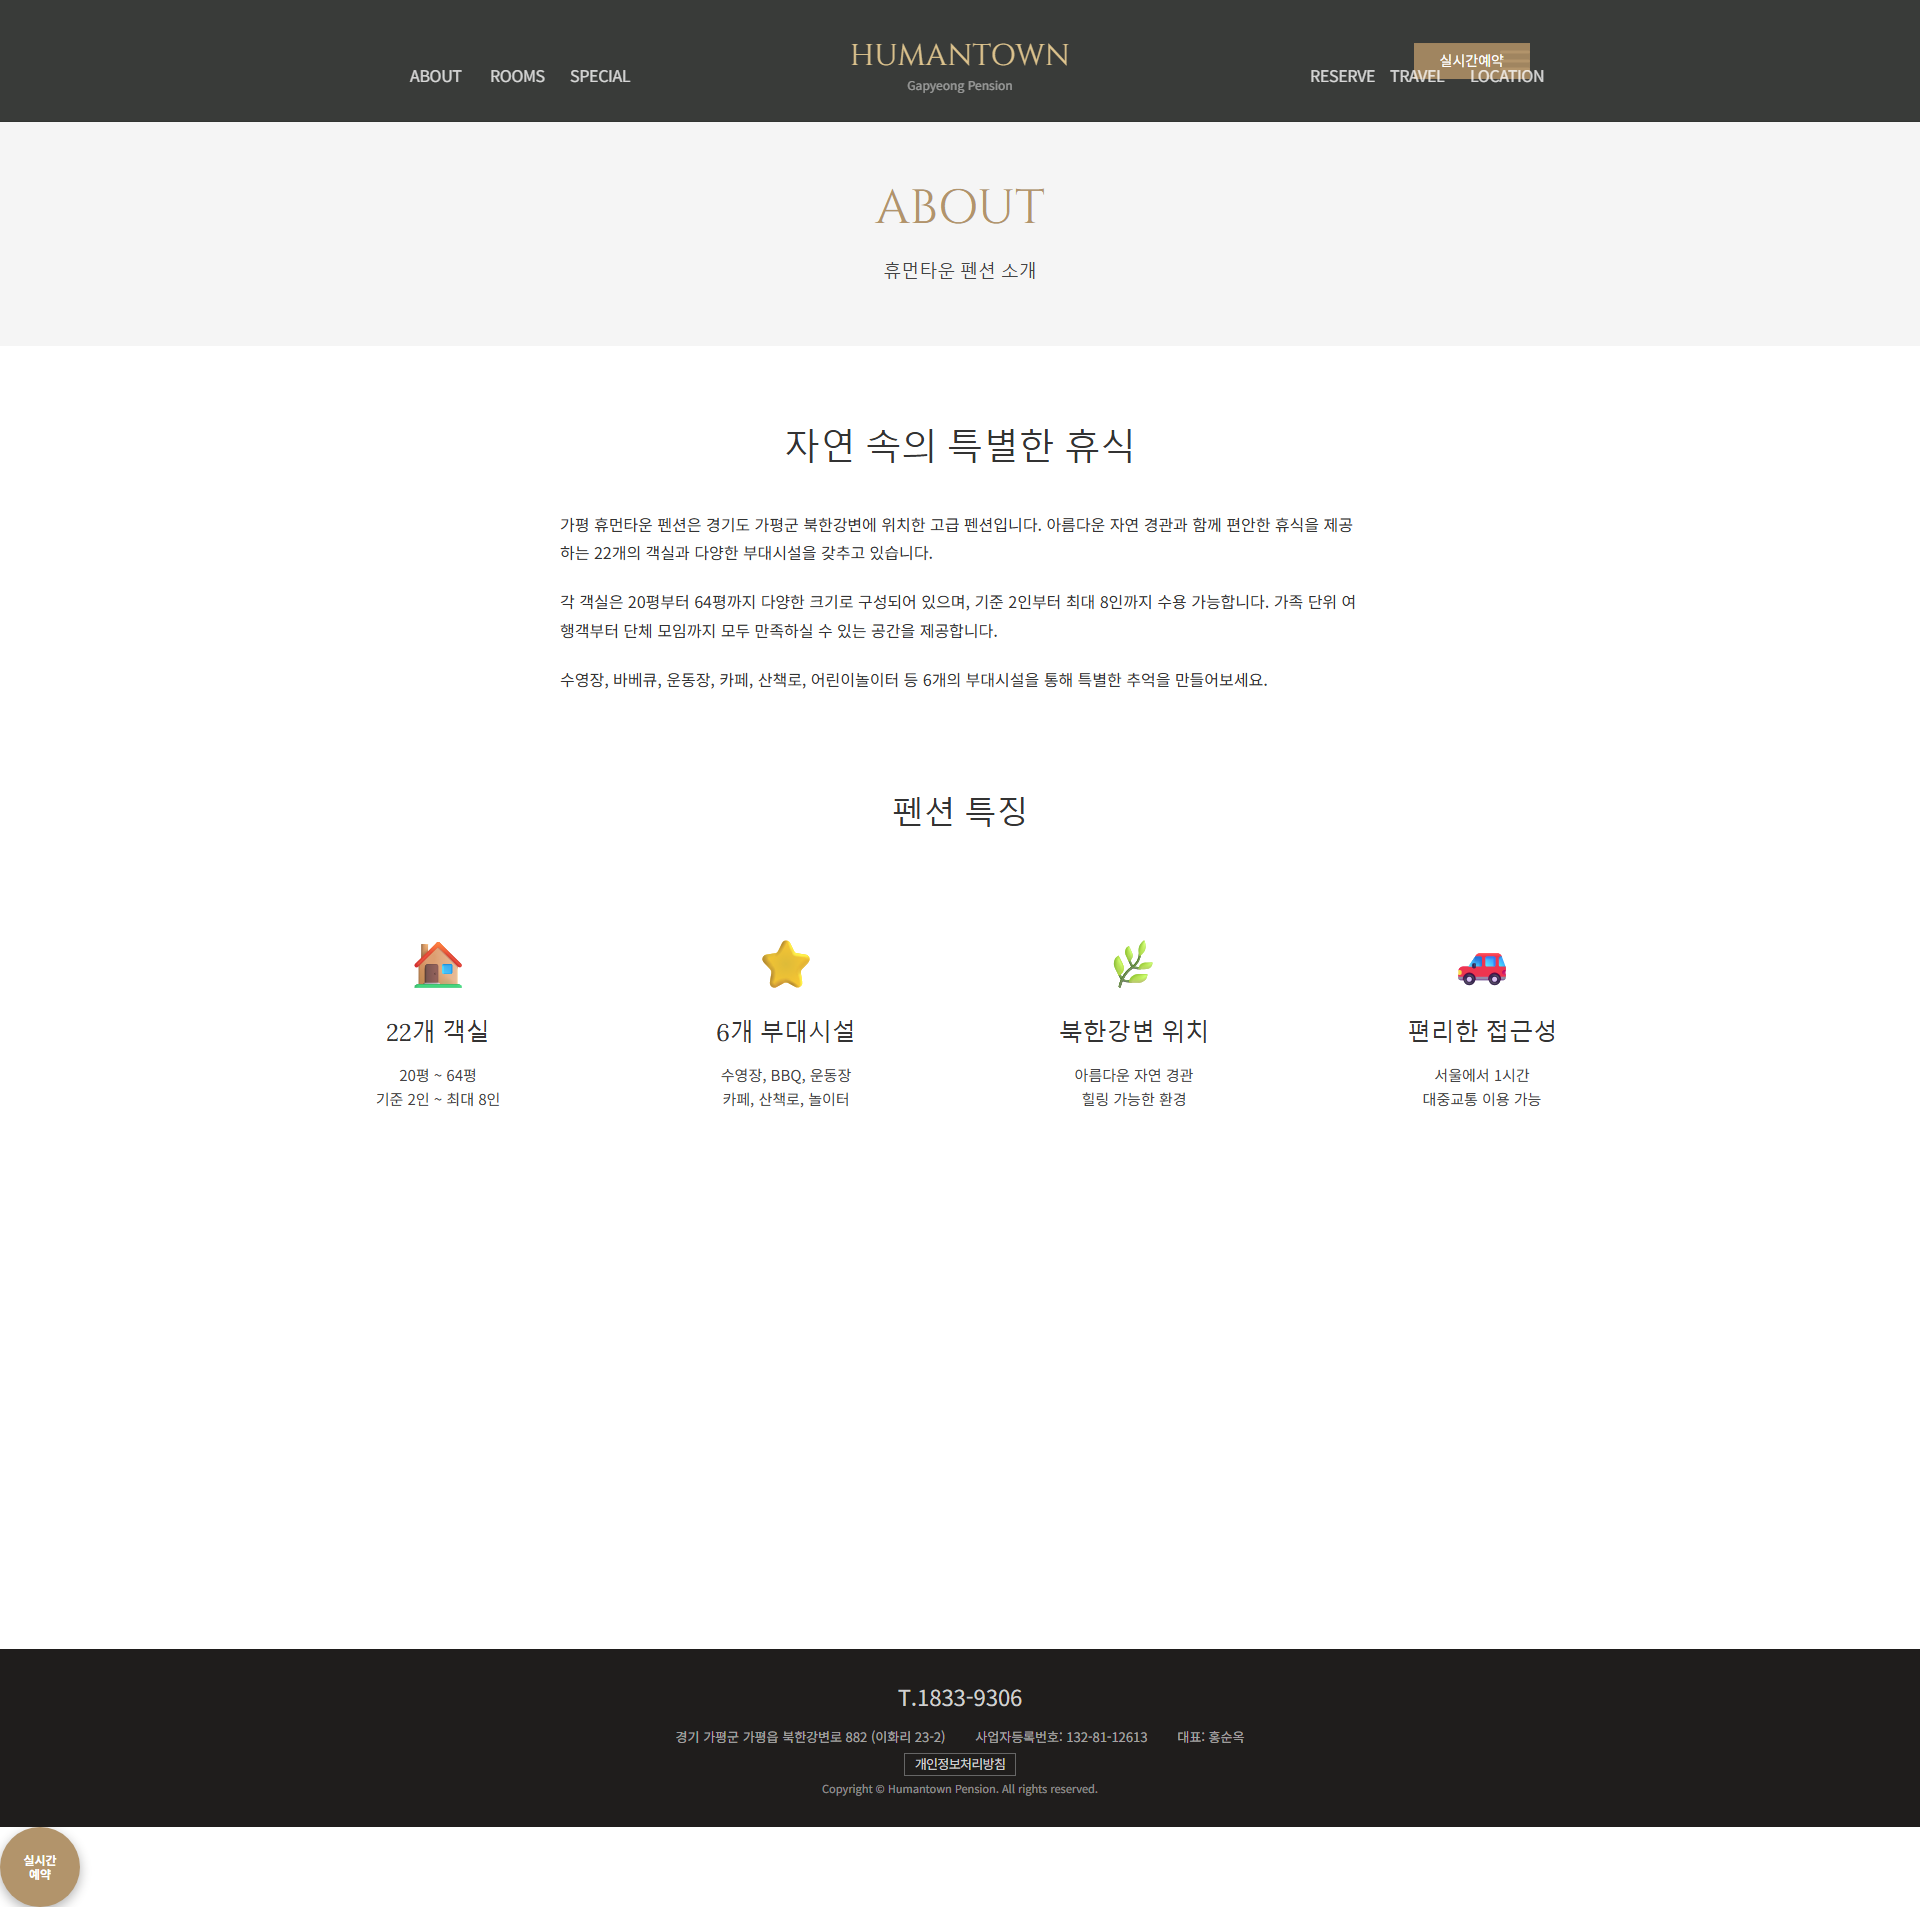 ABOUT ROOMS SPECIAL
HUMANTOWN
Gapyeong Pension
실시간예약
RESERVE TRAVEL LOCATION
ABOUT
휴먼타운 펜션 소개
자연 속의 특별한 휴식
가평 휴먼타운 펜션은 경기도 가평군 북한강변에 위치한 고급 펜션입니다. 아름다운 자연 경관과 함께 편안한 휴식을 제공
하는 22개의 객실과 다양한 부대시설을 갖추고 있습니다.
각 객실은 20평부터 64평까지 다양한 크기로 구성되어 있으며, 기준 2인부터 최대 8인까지 수용 가능합니다. 가족 단위 여
행객부터 단체 모임까지 모두 만족하실 수 있는 공간을 제공합니다.
수영장, 바베큐, 운동장, 카페, 산책로, 어린이놀이터 등 6개의 부대시설을 통해 특별한 추억을 만들어보세요.
펜션 특징
22개 객실
20평 ~ 64평
기준 2인 ~ 최대 8인
6개 부대시설
수영장, BBQ, 운동장
카페, 산책로, 놀이터
북한강변 위치
아름다운 자연 경관
힐링 가능한 환경
편리한 접근성
서울에서 1시간
대중교통 이용 가능
T.1833-9306
경기 가평군 가평읍 북한강변로 882 (이화리 23-2) 사업자등록번호: 132-81-12613 대표: 홍순옥
개인정보처리방침
Copyright © Humantown Pension. All rights reserved.
실시간
예약